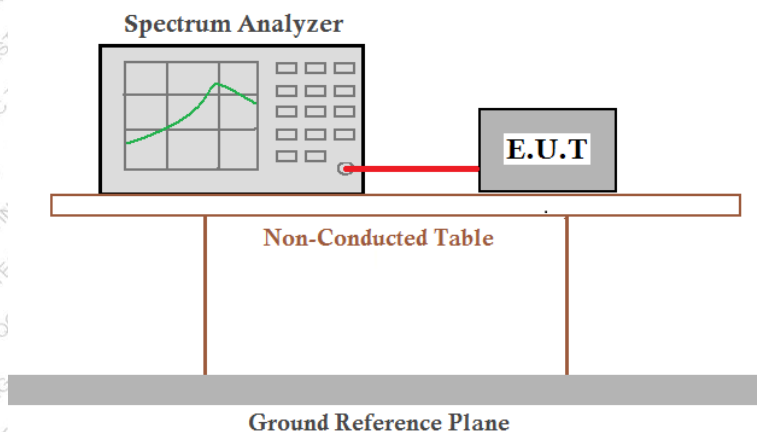 Spectrum Analyzer
E.U.T
Non-Conducted Table
Ground Reference Plane